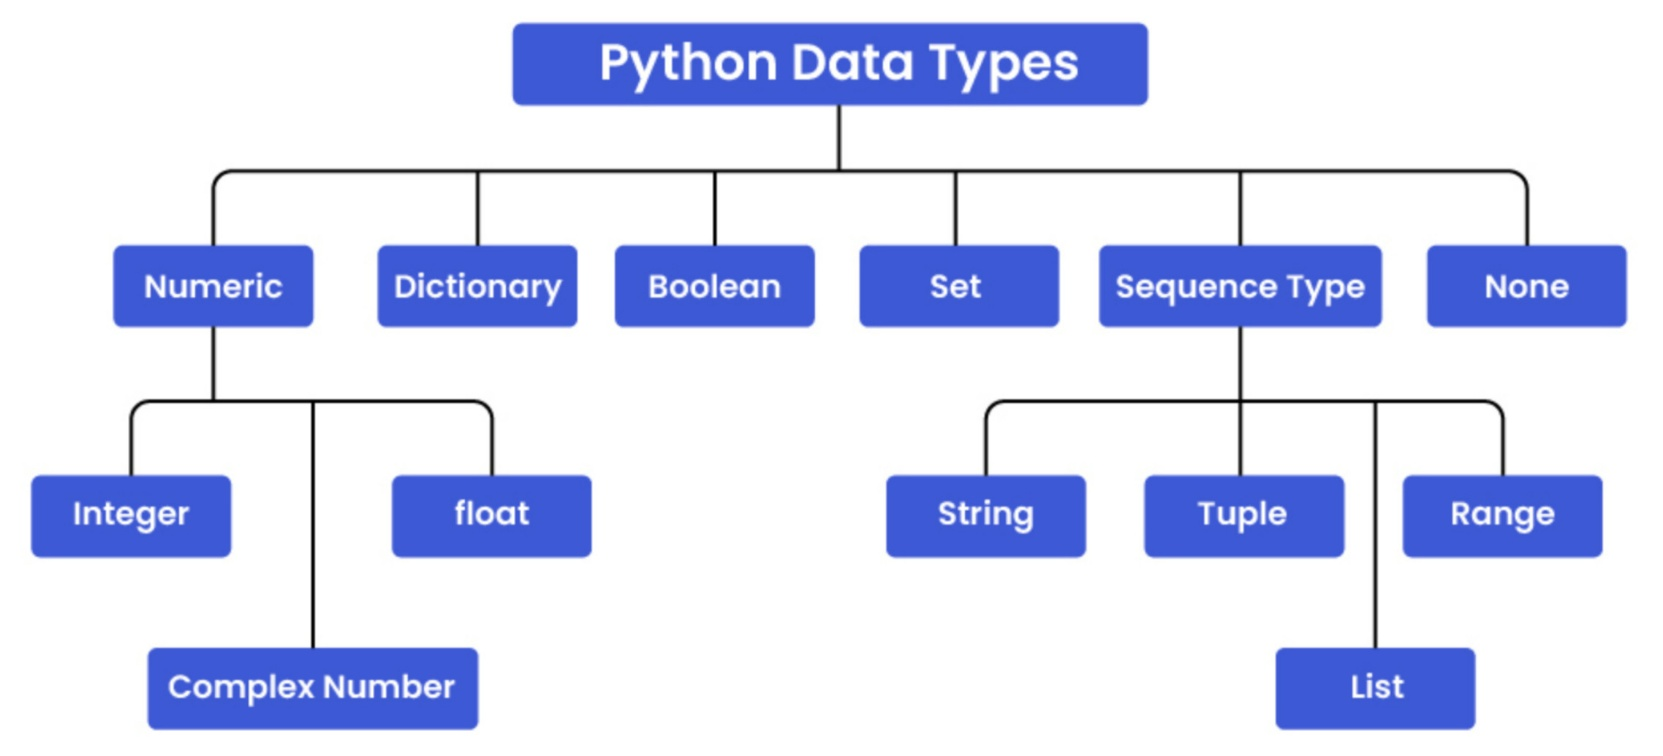 Python Data Types
Numeric
Dictionary
Boolean
Set
Sequence Type
None
Integer
float
String
Tuple
Range
Complex Number
List